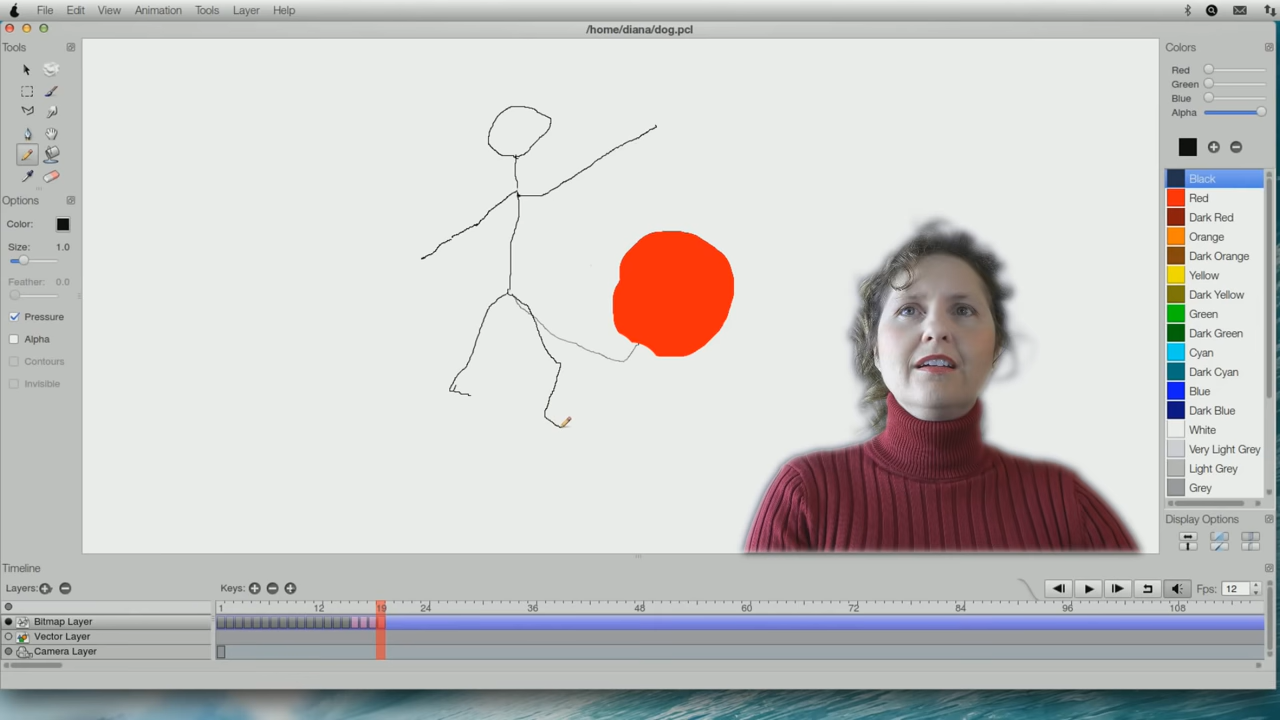 File Edit View Animation Tools Layer Help
/home/diana/dog.pcl
Tools
Options
Color:
Size: 1.0
Feather: 0.0
Pressure
Alpha
Contours
Invisible
Colors
Red
Green
Blue
Alpha
Black
Red
Dark Red
Orange
Dark Orange
Yellow
Dark Yellow
Green
Dark Green
Cyan
Dark Cyan
Blue
Dark Blue
White
Very Light Grey
Light Grey
Grey
Display Options
Timeline
Layers: Keys: Fps: 12
1 12 19 24 36 48 60 72 84 96 108
Bitmap Layer
Vector Layer
Camera Layer